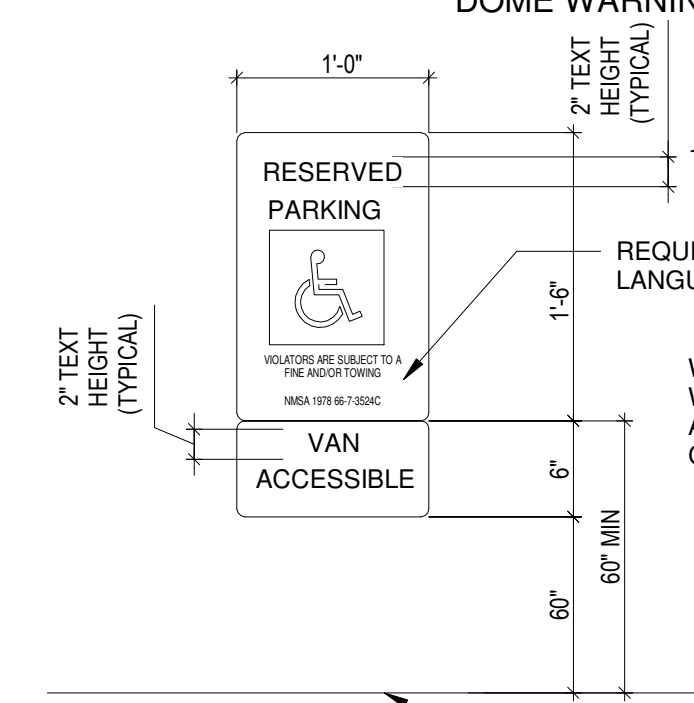 DOME
1'-0"
2" TEXT
HEIGHT
(TYPICAL)
RESERVED
PARKING
1'-6"
2" TEXT
HEIGHT
(TYPICAL)
VIOLATORS ARE SUBJECT TO A
FINE AND/OR TOWING
NMSA 1978 66-7-3524C
VAN
ACCESSIBLE
6"
60" MIN
60"